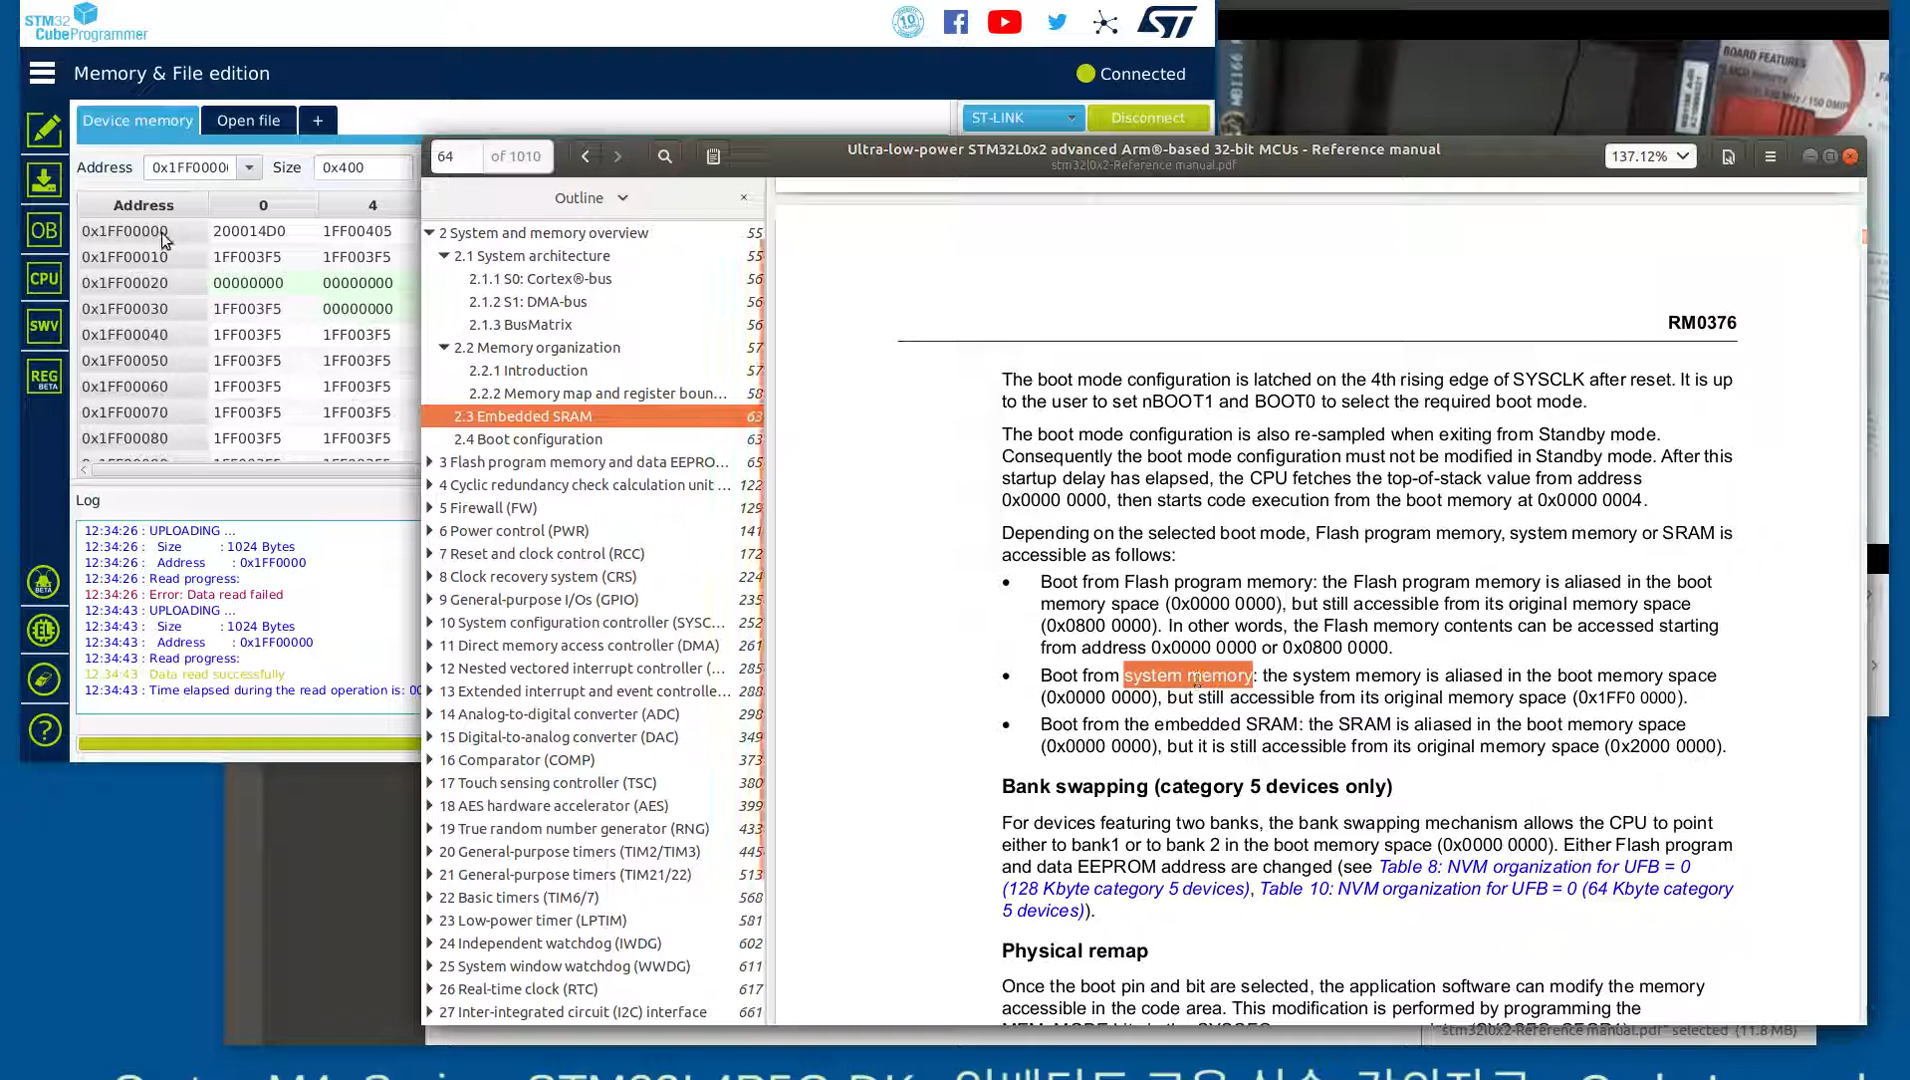 STM32
CubeProgrammer
10
ST
Memory & File edition
Connected
Device memory
Open file
+
ST-LINK
Disconnect
Address
0x1FF0000
Size
0x400
Address 0 4
0x1FF00000 200014D0 1FF00405
0x1FF00010 1FF003F5 1FF003F5
0x1FF00020 00000000 00000000
0x1FF00030 1FF003F5 00000000
0x1FF00040 1FF003F5 1FF003F5
0x1FF00050 1FF003F5 1FF003F5
0x1FF00060 1FF003F5 1FF003F5
0x1FF00070 1FF003F5 1FF003F5
0x1FF00080 1FF003F5 1FF003F5
OB
CPU
SWV
REG
BETA
BETA
Log
12:34:26 : UPLOADING ...
12:34:26 : Size : 1024 Bytes
12:34:26 : Address : 0x1FF0000
12:34:26 : Read progress:
12:34:26 : Error: Data read failed
12:34:43 : UPLOADING ...
12:34:43 : Size : 1024 Bytes
12:34:43 : Address : 0x1FF00000
12:34:43 : Read progress:
12:34:43 : Data read successfully
12:34:43 : Time elapsed during the read operation is: 00
64 of 1010
Ultra-low-power STM32L0x2 advanced Arm®-based 32-bit MCUs - Reference manual
stm32l0x2-Reference manual.pdf
137.12%
Outline
2 System and memory overview 55
2.1 System architecture 55
2.1.1 S0: Cortex®-bus 56
2.1.2 S1: DMA-bus 56
2.1.3 BusMatrix 56
2.2 Memory organization 57
2.2.1 Introduction 57
2.2.2 Memory map and register boun... 58
2.3 Embedded SRAM 63
2.4 Boot configuration 63
3 Flash program memory and data EEPRO... 65
4 Cyclic redundancy check calculation unit ... 122
5 Firewall (FW) 129
6 Power control (PWR) 141
7 Reset and clock control (RCC) 172
8 Clock recovery system (CRS) 224
9 General-purpose I/Os (GPIO) 235
10 System configuration controller (SYSC... 252
11 Direct memory access controller (DMA) 261
12 Nested vectored interrupt controller (... 285
13 Extended interrupt and event controlle... 288
14 Analog-to-digital converter (ADC) 298
15 Digital-to-analog converter (DAC) 349
16 Comparator (COMP) 373
17 Touch sensing controller (TSC) 380
18 AES hardware accelerator (AES) 399
19 True random number generator (RNG) 433
20 General-purpose timers (TIM2/TIM3) 445
21 General-purpose timers (TIM21/22) 513
22 Basic timers (TIM6/7) 568
23 Low-power timer (LPTIM) 581
24 Independent watchdog (IWDG) 602
25 System window watchdog (WWDG) 611
26 Real-time clock (RTC) 617
27 Inter-integrated circuit (I2C) interface 661
RM0376
The boot mode configuration is latched on the 4th rising edge of SYSCLK after reset. It is up
to the user to set nBOOT1 and BOOT0 to select the required boot mode.
The boot mode configuration is also re-sampled when exiting from Standby mode.
Consequently the boot mode configuration must not be modified in Standby mode. After this
startup delay has elapsed, the CPU fetches the top-of-stack value from address
0x0000 0000, then starts code execution from the boot memory at 0x0000 0004.
Depending on the selected boot mode, Flash program memory, system memory or SRAM is
accessible as follows:
• Boot from Flash program memory: the Flash program memory is aliased in the boot
memory space (0x0000 0000), but still accessible from its original memory space
(0x0800 0000). In other words, the Flash memory contents can be accessed starting
from address 0x0000 0000 or 0x0800 0000.
• Boot from system memory: the system memory is aliased in the boot memory space
(0x0000 0000), but still accessible from its original memory space (0x1FF0 0000).
• Boot from the embedded SRAM: the SRAM is aliased in the boot memory space
(0x0000 0000), but it is still accessible from its original memory space (0x2000 0000).
Bank swapping (category 5 devices only)
For devices featuring two banks, the bank swapping mechanism allows the CPU to point
either to bank1 or to bank 2 in the boot memory space (0x0000 0000). Either Flash program
and data EEPROM address are changed (see Table 8: NVM organization for UFB = 0
(128 Kbyte category 5 devices), Table 10: NVM organization for UFB = 0 (64 Kbyte category
5 devices)).
Physical remap
Once the boot pin and bit are selected, the application software can modify the memory
accessible in the code area. This modification is performed by programming the
stm32l0x2-Reference manual.pdf" selected (11.8 MB)
BOARD FEATURES
MB1166